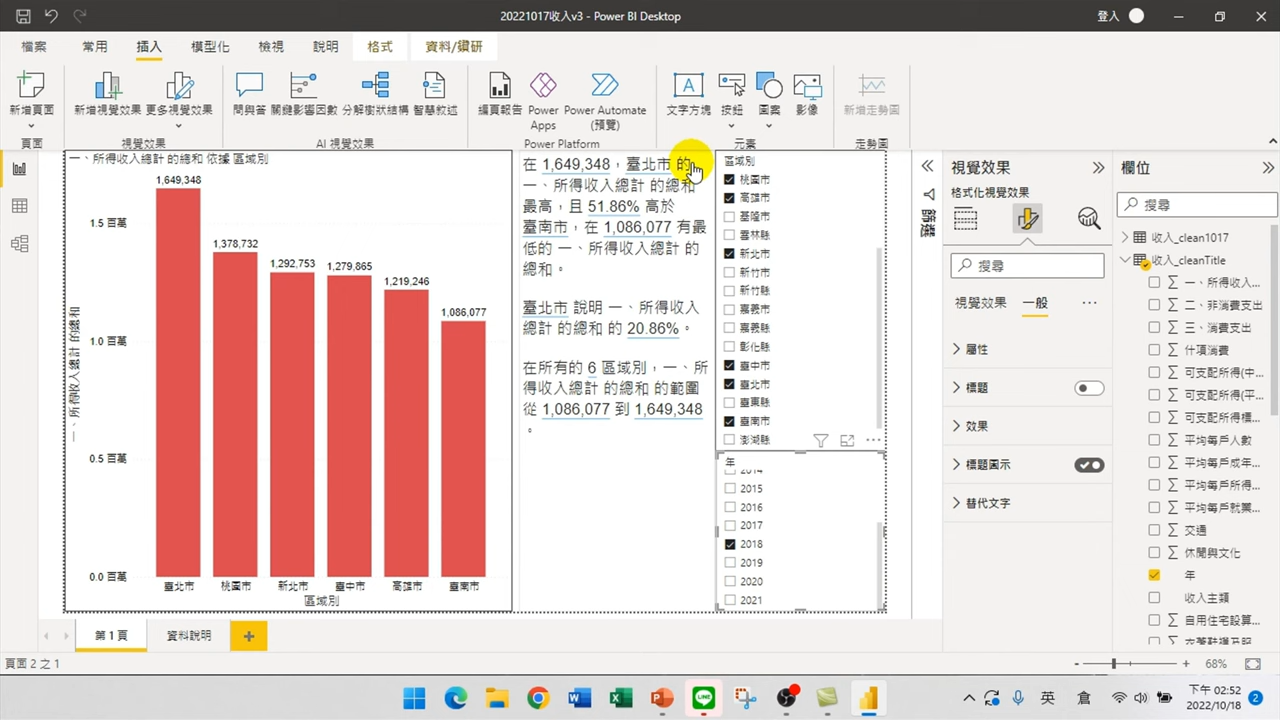 20221017收入v3 - Power BI Desktop
登入
檔案 常用 插入 模型化 檢視 說明 格式 資料/鑽研
新增頁面 新增視覺效果 更多視覺效果 問與答 關鍵影響因數 分解樹狀結構 智慧敘述 編頁報告 Power Apps Power Automate (預覽) 文字方塊 按鈕 圖案 影像 新增走勢圖
頁面 視覺效果 AI 視覺效果 Power Platform 元素 走勢圖
一、所得收入總計 的總和 依據 區域別
1,649,348
1,378,732
1,292,753
1,279,865
1,219,246
1,086,077
1.5 百萬
1.0 百萬
0.5 百萬
0.0 百萬
一、所得收入總計 的總和
臺北市 桃園市 新北市 臺中市 高雄市 臺南市
區域別
在 1,649,348，臺北市 的
一、所得收入總計 的總和
最高，且 51.86% 高於
臺南市，在 1,086,077 有最
低的 一、所得收入總計 的
總和。
臺北市 說明 一、所得收入
總計 的總和 的 20.86%。
在所有的 6 區域別，一、所
得收入總計 的總和 的範圍
從 1,086,077 到 1,649,348
。
區域別
桃園市
高雄市
基隆市
雲林縣
新北市
新竹市
新竹縣
嘉義市
嘉義縣
彰化縣
臺中市
臺北市
臺東縣
臺南市
澎湖縣
年
2014
2015
2016
2017
2018
2019
2020
2021
篩選
視覺效果
格式化視覺效果
搜尋
視覺效果 一般
屬性
標題
效果
標題圖示
替代文字
欄位
搜尋
收入_clean1017
收入_cleanTitle
一、所得收入...
二、非消費支出
三、消費支出
什項消費
可支配所得(中...
可支配所得(平...
可支配所得標...
平均每戶人數
平均每戶成年...
平均每戶所得...
平均每戶就業...
交通
休閒與文化
年
收入主類
自用住宅設算...
第 1 頁 資料說明
頁面 2 之 1
68%
英 倉
下午 02:52
2022/10/18
2